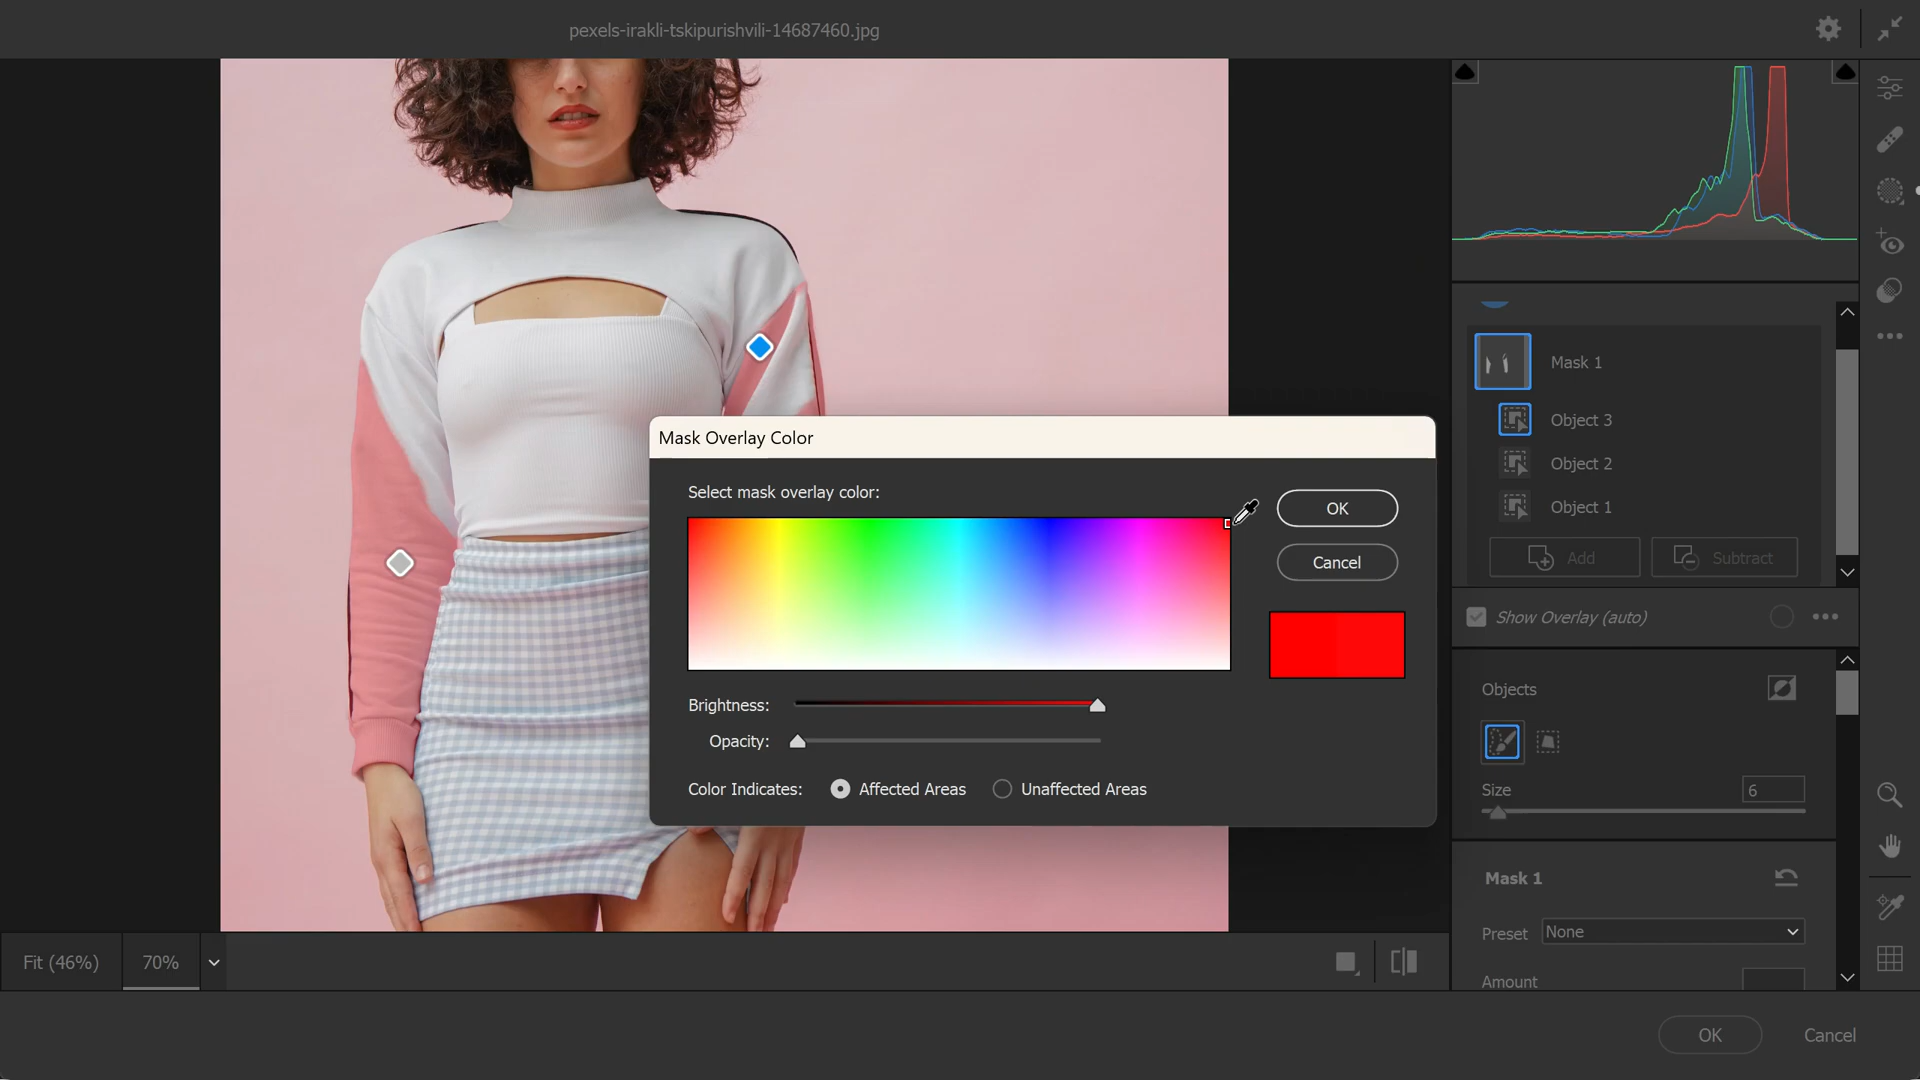 pexels-irakli-tskipurishvili-14687460.jpg
Mask 1
Object 3
Object 2
Object 1
Add Subtract
Show Overlay (auto)
Mask Overlay Color
Select mask overlay color:
OK
Cancel
Brightness:
Opacity:
Color Indicates: Affected Areas Unaffected Areas
Objects
Size 6
Mask 1
Preset None
Amount
Fit (46%) 70%
OK Cancel